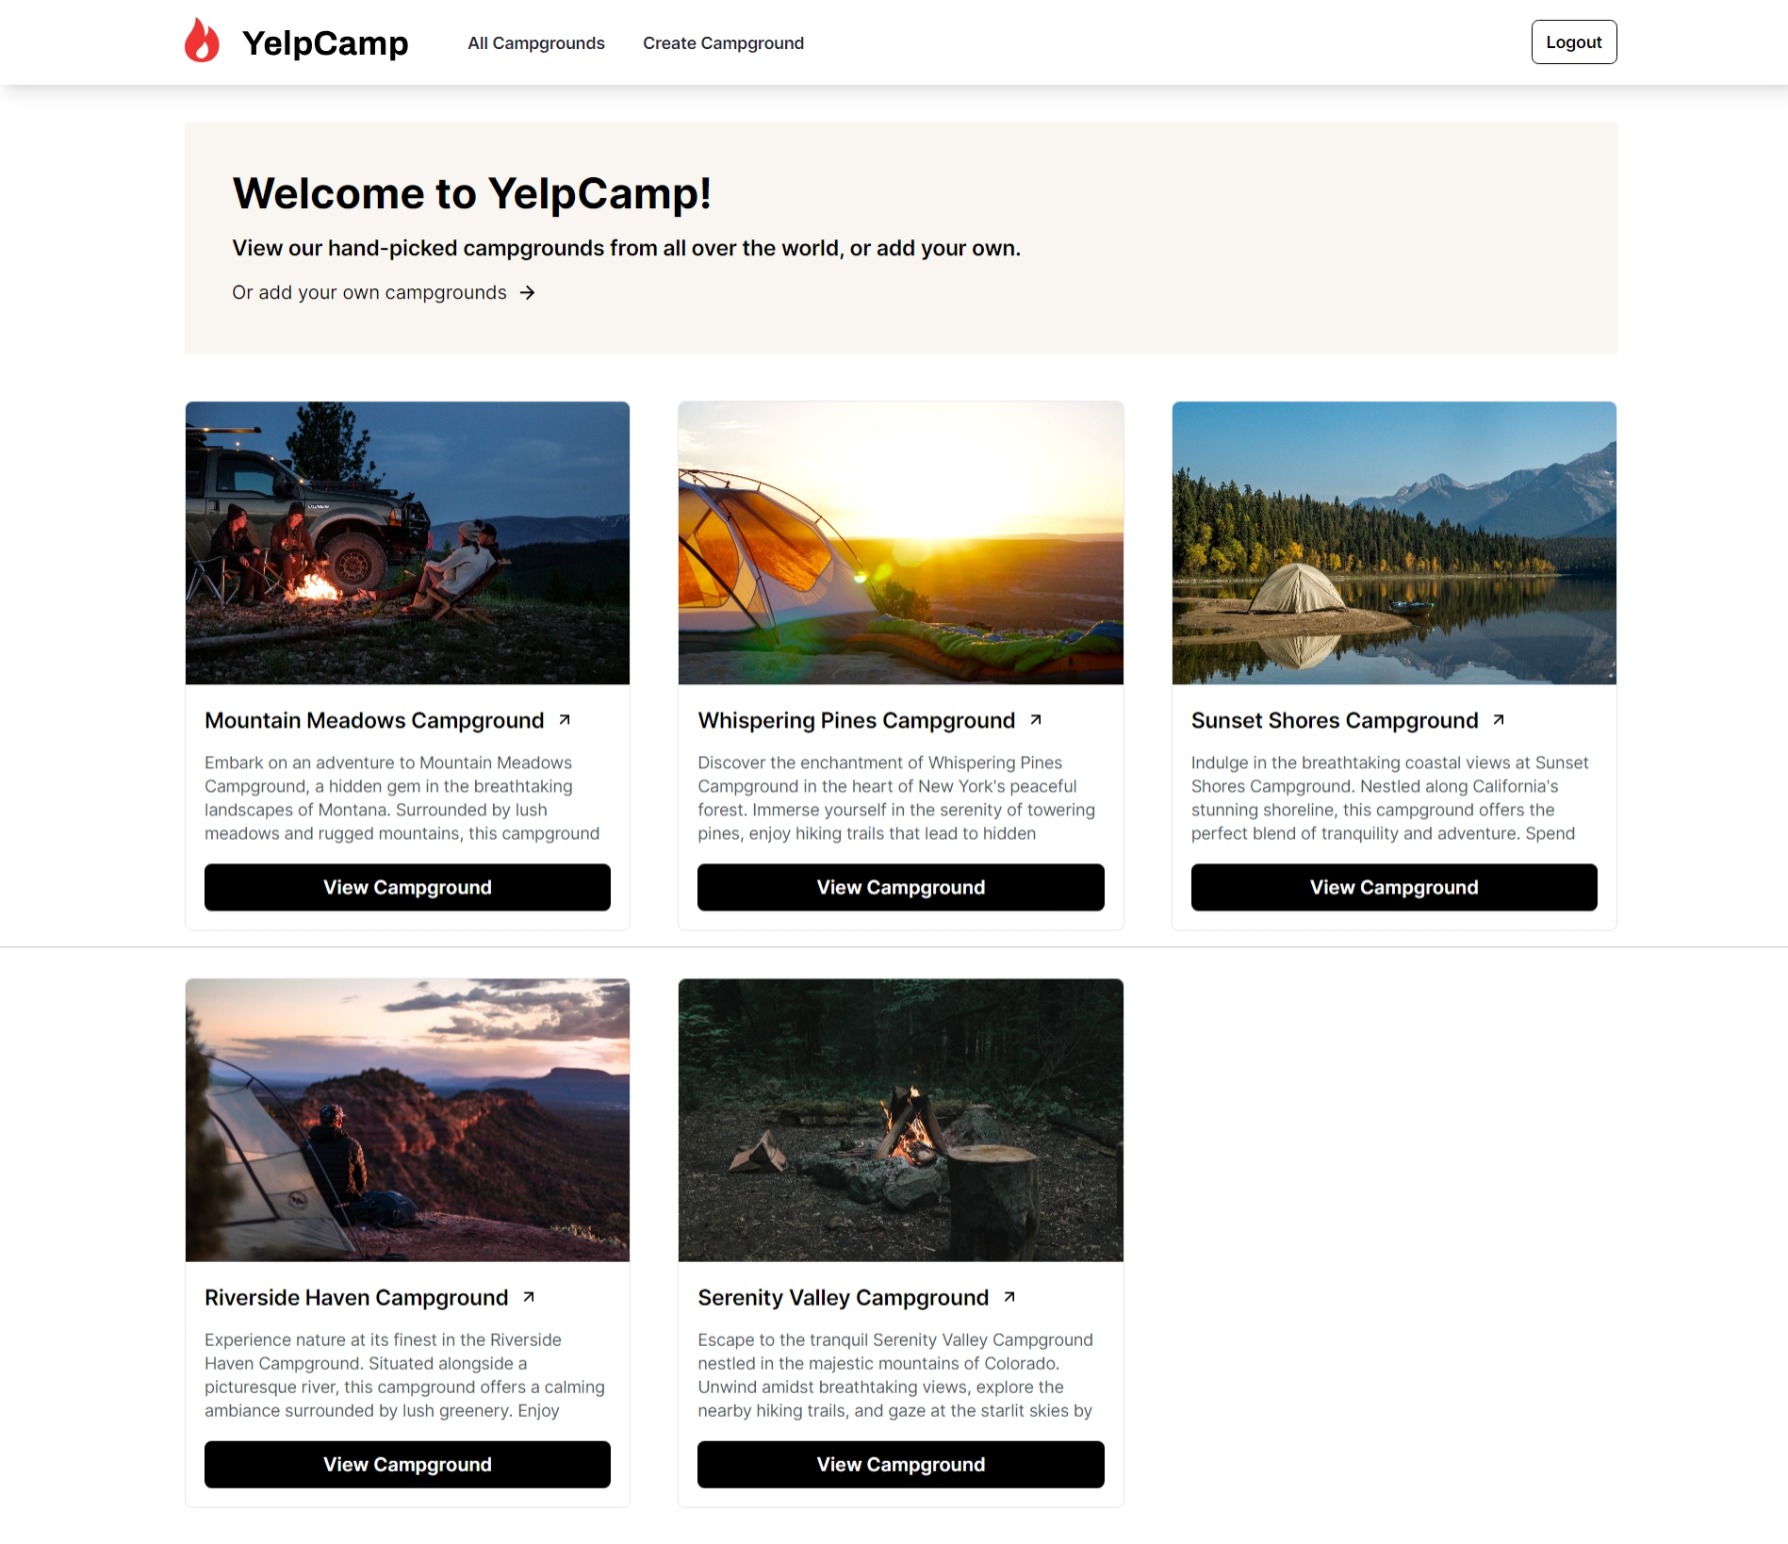 YelpCamp
All Campgrounds
Create Campground
Logout
Welcome to YelpCamp!
View our hand-picked campgrounds from all over the world, or add your own.
Or add your own campgrounds →
Mountain Meadows Campground
Embark on an adventure to Mountain Meadows
Campground, a hidden gem in the breathtaking
landscapes of Montana. Surrounded by lush
meadows and rugged mountains, this campground
View Campground
Whispering Pines Campground
Discover the enchantment of Whispering Pines
Campground in the heart of New York's peaceful
forest. Immerse yourself in the serenity of towering
pines, enjoy hiking trails that lead to hidden
View Campground
Sunset Shores Campground
Indulge in the breathtaking coastal views at Sunset
Shores Campground. Nestled along California's
stunning shoreline, this campground offers the
perfect blend of tranquility and adventure. Spend
View Campground
Riverside Haven Campground
Experience nature at its finest in the Riverside
Haven Campground. Situated alongside a
picturesque river, this campground offers a calming
ambiance surrounded by lush greenery. Enjoy
View Campground
Serenity Valley Campground
Escape to the tranquil Serenity Valley Campground
nestled in the majestic mountains of Colorado.
Unwind amidst breathtaking views, explore the
nearby hiking trails, and gaze at the starlit skies by
View Campground